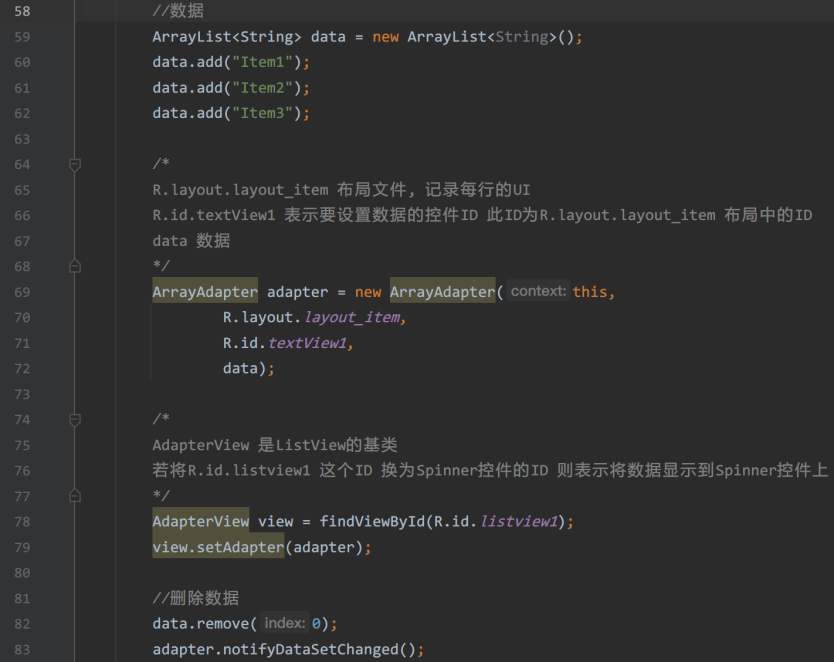 58 //数据
59 ArrayList<String> data = new ArrayList<String>();
60 data.add("Item1");
61 data.add("Item2");
62 data.add("Item3");
63
64 /*
65 R.layout.layout_item 布局文件, 记录每行的UI
66 R.id.textView1 表示要设置数据的控件ID 此ID为R.layout.layout_item 布局中的ID
67 data 数据
68 */
69 ArrayAdapter adapter = new ArrayAdapter( context: this,
70 R.layout.layout_item,
71 R.id.textView1,
72 data);
73
74 /*
75 AdapterView 是ListView的基类
76 若将R.id.listview1 这个ID 换为Spinner控件的ID 则表示将数据显示到Spinner控件上
77 */
78 AdapterView view = findViewById(R.id.listview1);
79 view.setAdapter(adapter);
80
81 //删除数据
82 data.remove( index: 0);
83 adapter.notifyDataSetChanged();